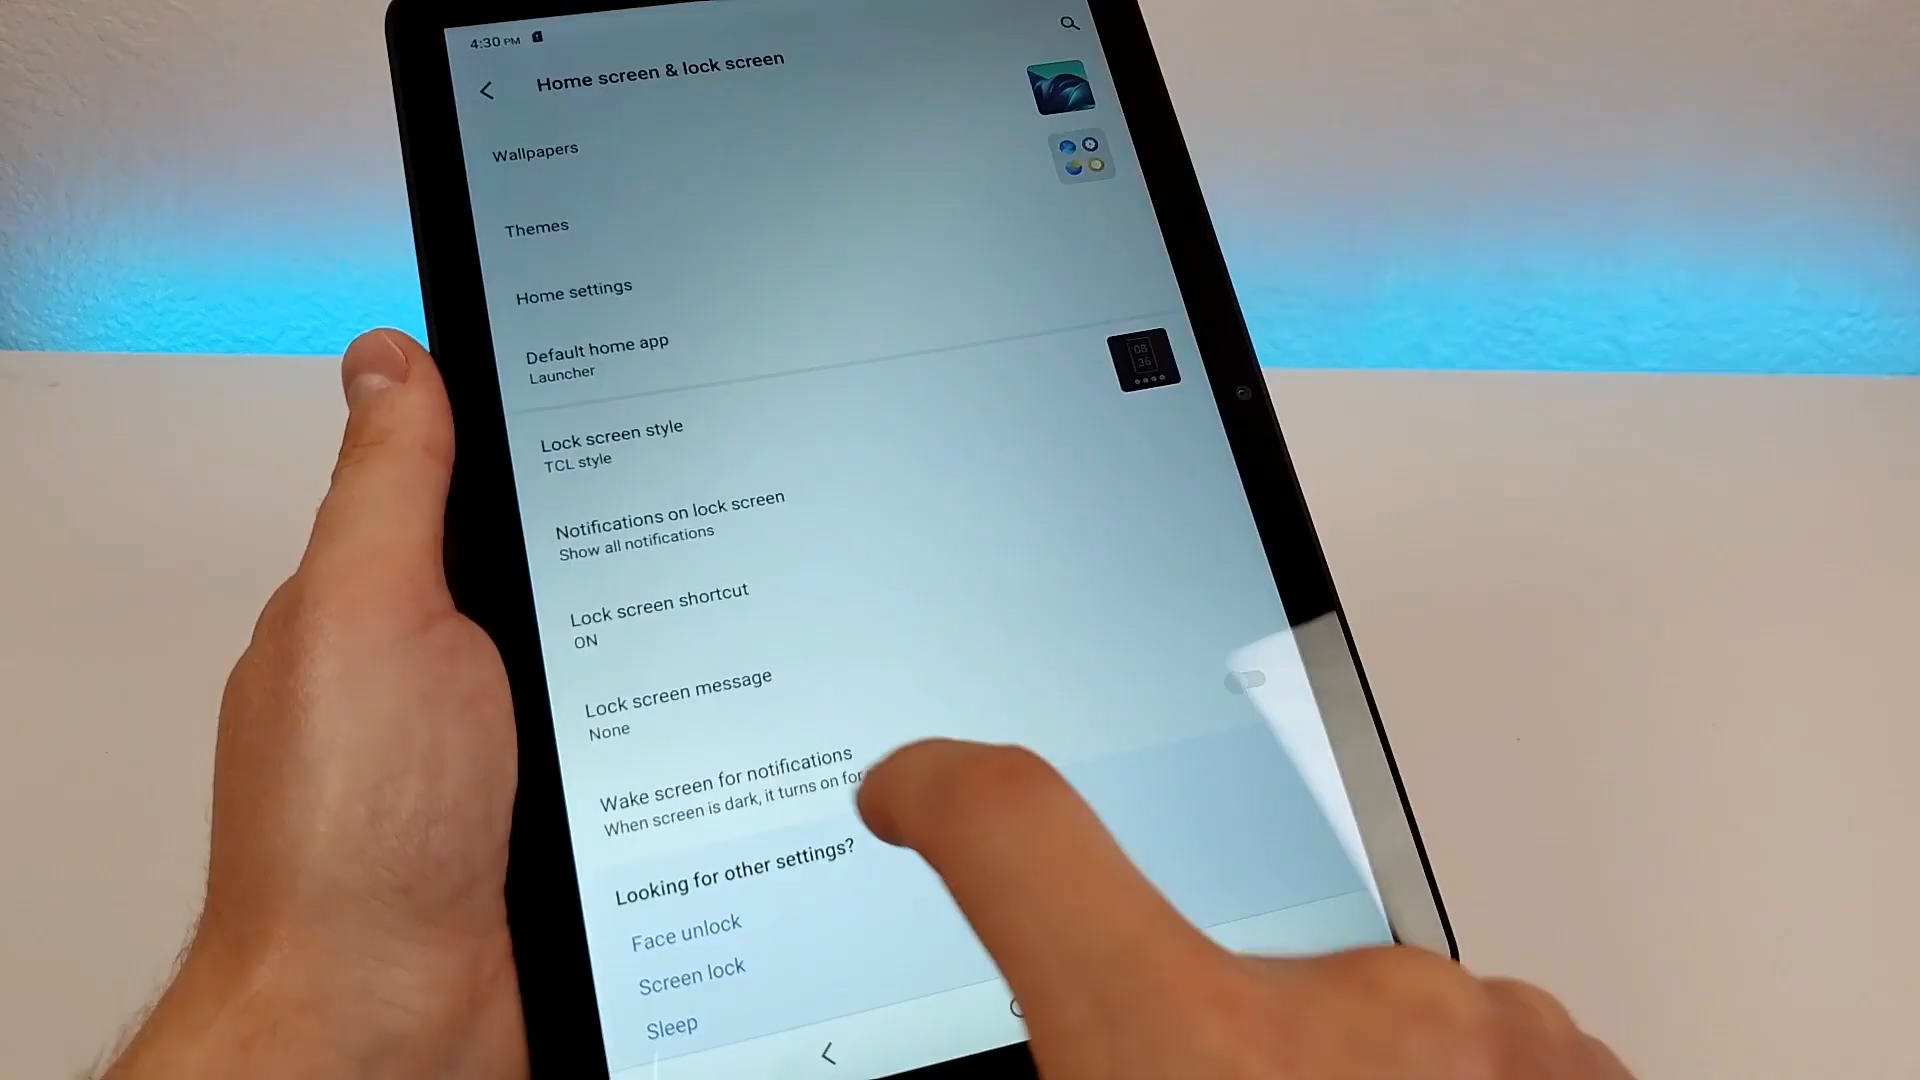 4:30 PM
Home screen & lock screen
Wallpapers
Themes
Home settings
Default home app
Launcher
08
36
Lock screen style
TCL style
Notifications on lock screen
Show all notifications
Lock screen shortcut
ON
Lock screen message
None
Wake screen for notifications
When screen is dark, it turns on for
Looking for other settings?
Face unlock
Screen lock
Sleep